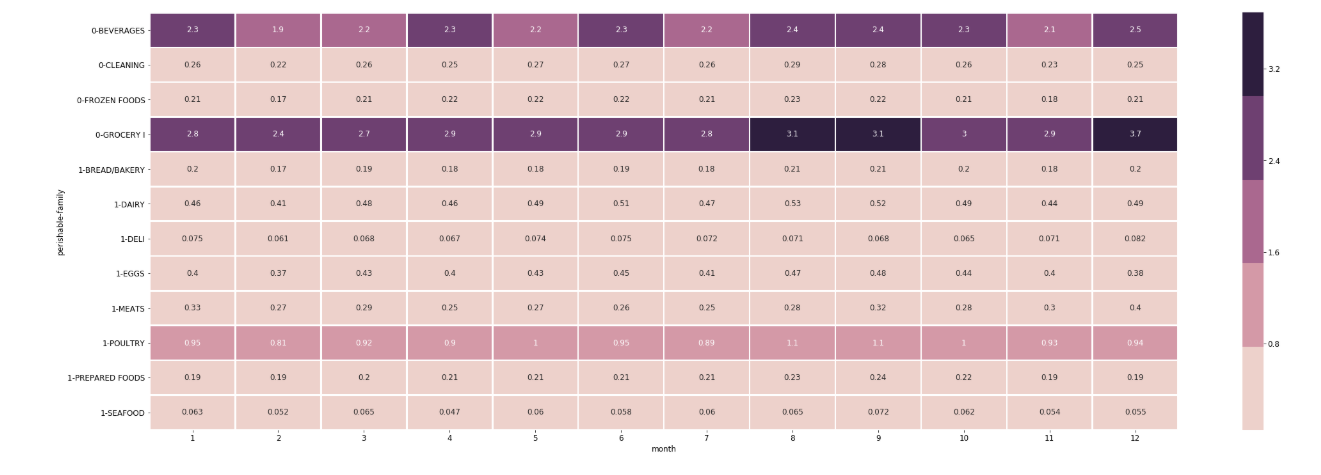 0-BEVERAGES 2.3 1.9 2.2 2.3 2.2 2.3 2.2 2.4 2.4 2.3 2.1 2.5
0-CLEANING 0.26 0.22 0.26 0.25 0.27 0.27 0.26 0.29 0.28 0.26 0.23 0.25
3.2
0-FROZEN FOODS 0.21 0.17 0.21 0.22 0.22 0.22 0.21 0.23 0.22 0.21 0.18 0.21
0-GROCERY I 2.8 2.4 2.7 2.9 2.9 2.9 2.8 3.1 3.1 3 2.9 3.7
2.4
1-BREAD/BAKERY 0.2 0.17 0.19 0.18 0.18 0.19 0.18 0.21 0.21 0.2 0.18 0.2
perishable-family
1-DAIRY 0.46 0.41 0.48 0.46 0.49 0.51 0.47 0.53 0.52 0.49 0.44 0.49
1-DELI 0.075 0.061 0.068 0.067 0.074 0.075 0.072 0.071 0.068 0.065 0.071 0.082
1.6
1-EGGS 0.4 0.37 0.43 0.4 0.43 0.45 0.41 0.47 0.48 0.44 0.4 0.38
1-MEATS 0.33 0.27 0.29 0.25 0.27 0.26 0.25 0.28 0.32 0.28 0.3 0.4
1-POULTRY 0.95 0.81 0.92 0.9 1 0.95 0.89 1.1 1.1 1 0.93 0.94
0.8
1-PREPARED FOODS 0.19 0.19 0.2 0.21 0.21 0.21 0.21 0.23 0.24 0.22 0.19 0.19
1-SEAFOOD 0.063 0.052 0.065 0.047 0.06 0.058 0.06 0.065 0.072 0.062 0.054 0.055
1 2 3 4 5 6 7 8 9 10 11 12
month